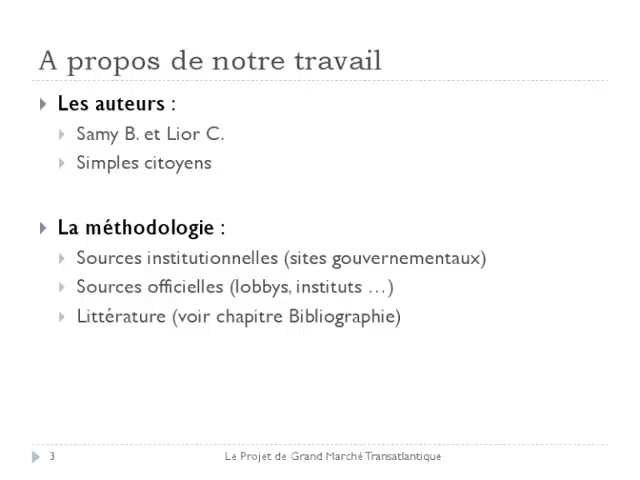 A propos de notre travail
Les auteurs :
Samy B. et Lior C.
Simples citoyens
La méthodologie :
Sources institutionnelles (sites gouvernementaux)
Sources officielles (lobbys, instituts …)
Littérature (voir chapitre Bibliographie)
3
Le Projet de Grand Marché Transatlantique